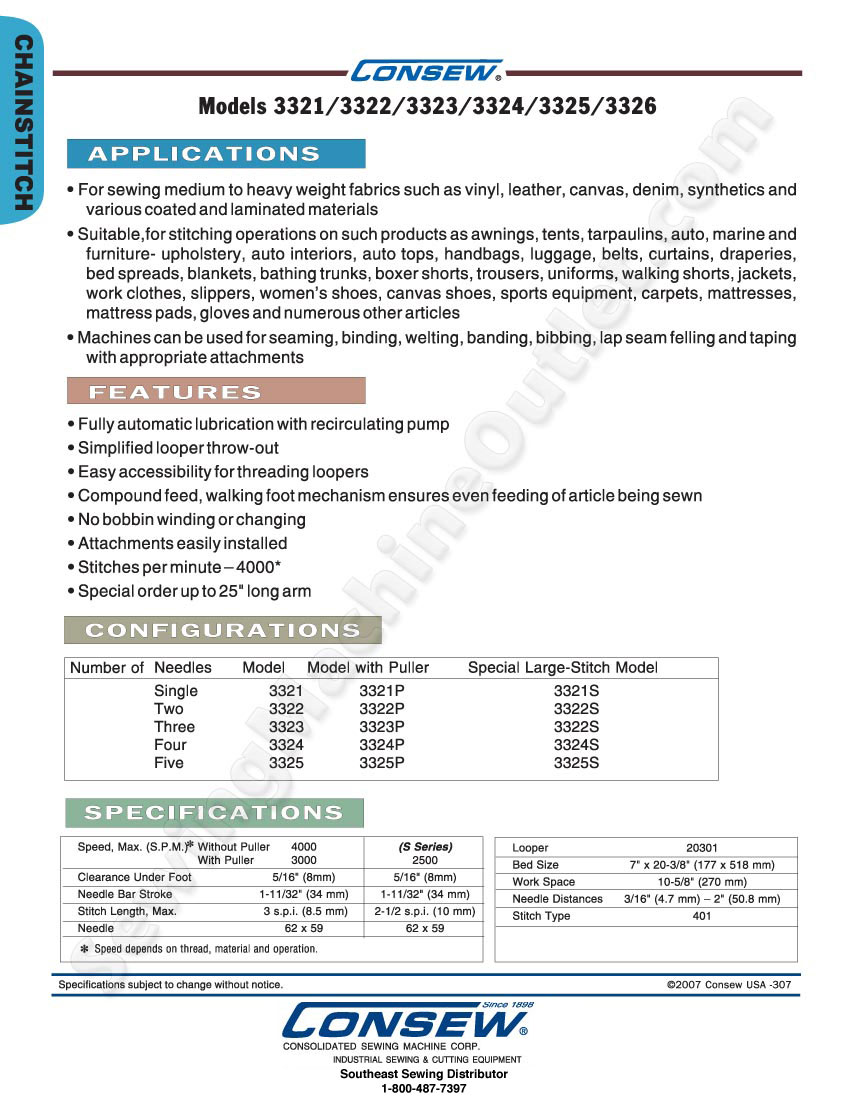 CHAINSTITCH
CONSEW®
Models 3321/3322/3323/3324/3325/3326
APPLICATIONS
• For sewing medium to heavy weight fabrics such as vinyl, leather, canvas, denim, synthetics and
various coated and laminated materials
• Suitable,for stitching operations on such products as awnings, tents, tarpaulins, auto, marine and
furniture- upholstery, auto interiors, auto tops, handbags, luggage, belts, curtains, draperies,
bed spreads, blankets, bathing trunks, boxer shorts, trousers, uniforms, walking shorts, jackets,
work clothes, slippers, women's shoes, canvas shoes, sports equipment, carpets, mattresses,
mattress pads, gloves and numerous other articles
• Machines can be used for seaming, binding, welting, banding, bibbing, lap seam felling and taping
with appropriate attachments
FEATURES
• Fully automatic lubrication with recirculating pump
• Simplified looper throw-out
• Easy accessibility for threading loopers
• Compound feed, walking foot mechanism ensures even feeding of article being sewn
• No bobbin winding or changing
• Attachments easily installed
• Stitches per minute – 4000*
• Special order up to 25" long arm
CONFIGURATIONS
Number of Needles Model Model with Puller Special Large-Stitch Model
Single 3321 3321P 3321S
Two 3322 3322P 3322S
Three 3323 3323P 3322S
Four 3324 3324P 3324S
Five 3325 3325P 3325S
SPECIFICATIONS
Speed, Max. (S.P.M.)* Without Puller 4000 (S Series)
With Puller 3000 2500
Clearance Under Foot 5/16" (8mm) 5/16" (8mm)
Needle Bar Stroke 1-11/32" (34 mm) 1-11/32" (34 mm)
Stitch Length, Max. 3 s.p.i. (8.5 mm) 2-1/2 s.p.i. (10 mm)
Needle 62 x 59 62 x 59
* Speed depends on thread, material and operation.
Looper 20301
Bed Size 7" x 20-3/8" (177 x 518 mm)
Work Space 10-5/8" (270 mm)
Needle Distances 3/16" (4.7 mm) – 2" (50.8 mm)
Stitch Type 401
Specifications subject to change without notice. ©2007 Consew USA -307
Since 1898
CONSEW®
CONSOLIDATED SEWING MACHINE CORP.
INDUSTRIAL SEWING & CUTTING EQUIPMENT
Southeast Sewing Distributor
1-800-487-7397
SewingMachineOutlet.com